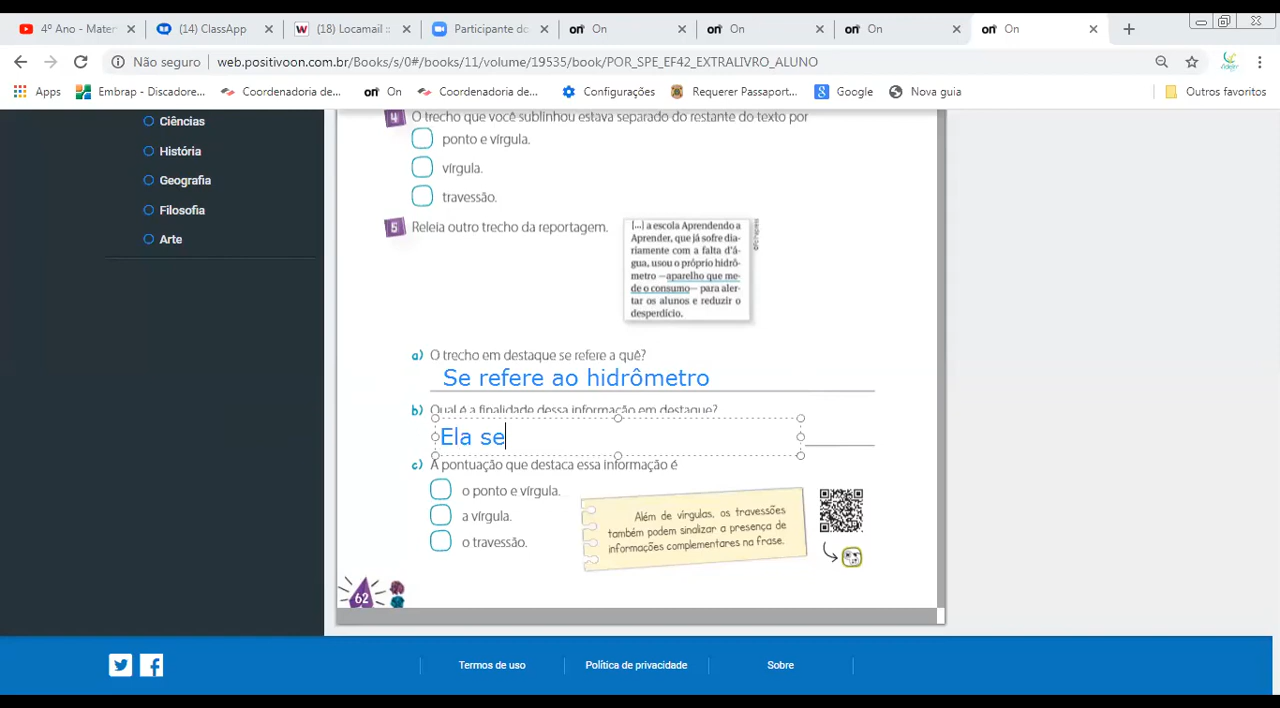 4º Ano - Mater
(14) ClassApp
(18) Locamail ::
Participante do
On
On
On
On
Não seguro
web.positivoon.com.br/Books/s/0#/books/11/volume/19535/book/POR_SPE_EF42_EXTRALIVRO_ALUNO
Apps
Embrap - Discadore...
Coordenadoria de...
On
Coordenadoria de...
Configurações
Requerer Passaport...
Google
Nova guia
Outros favoritos
Ciências
História
Geografia
Filosofia
Arte
4 O trecho que você sublinhou estava separado do restante do texto por
ponto e vírgula.
vírgula.
travessão.
5 Releia outro trecho da reportagem.
[...] a escola Aprendendo a
Aprender, que já sofre dia-
riamente com a falta d'á-
gua, usou o próprio hidrô-
metro —aparelho que me-
de o consumo— para aler-
tar os alunos e reduzir o
desperdício.
a) O trecho em destaque se refere a quê?
Se refere ao hidrômetro
b) Qual é a finalidade dessa informação em destaque?
Ela se
c) A pontuação que destaca essa informação é
o ponto e vírgula.
a vírgula.
o travessão.
Além de vírgulas, os travessões
também podem sinalizar a presença de
informações complementares na frase.
62
Termos de uso
Política de privacidade
Sobre